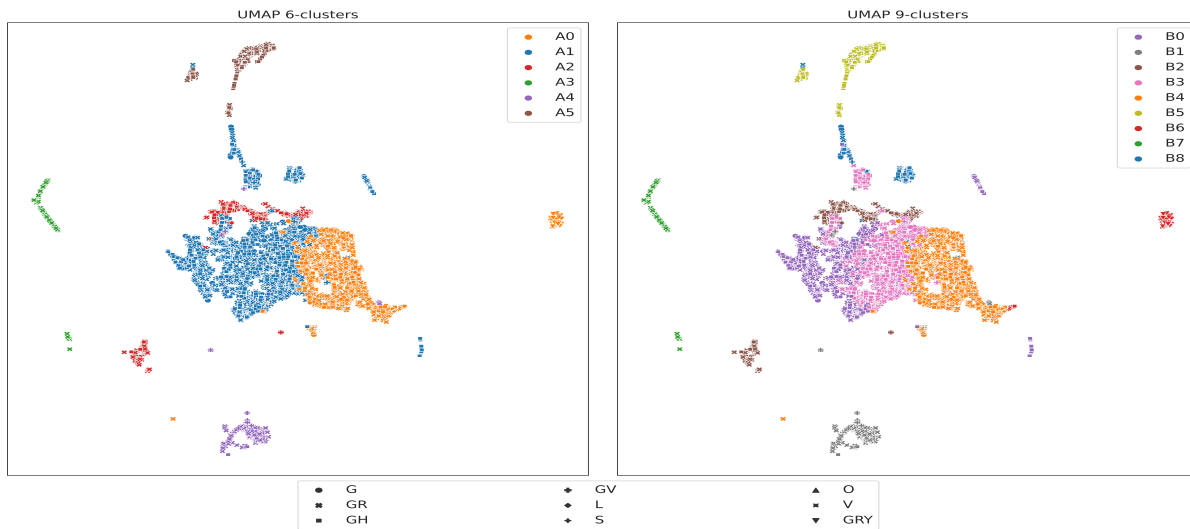 UMAP 6-clusters
A0
A1
A2
A3
A4
A5
UMAP 9-clusters
B0
B1
B2
B3
B4
B5
B6
B7
B8
G
GR
GH
GV
L
S
O
V
GRY